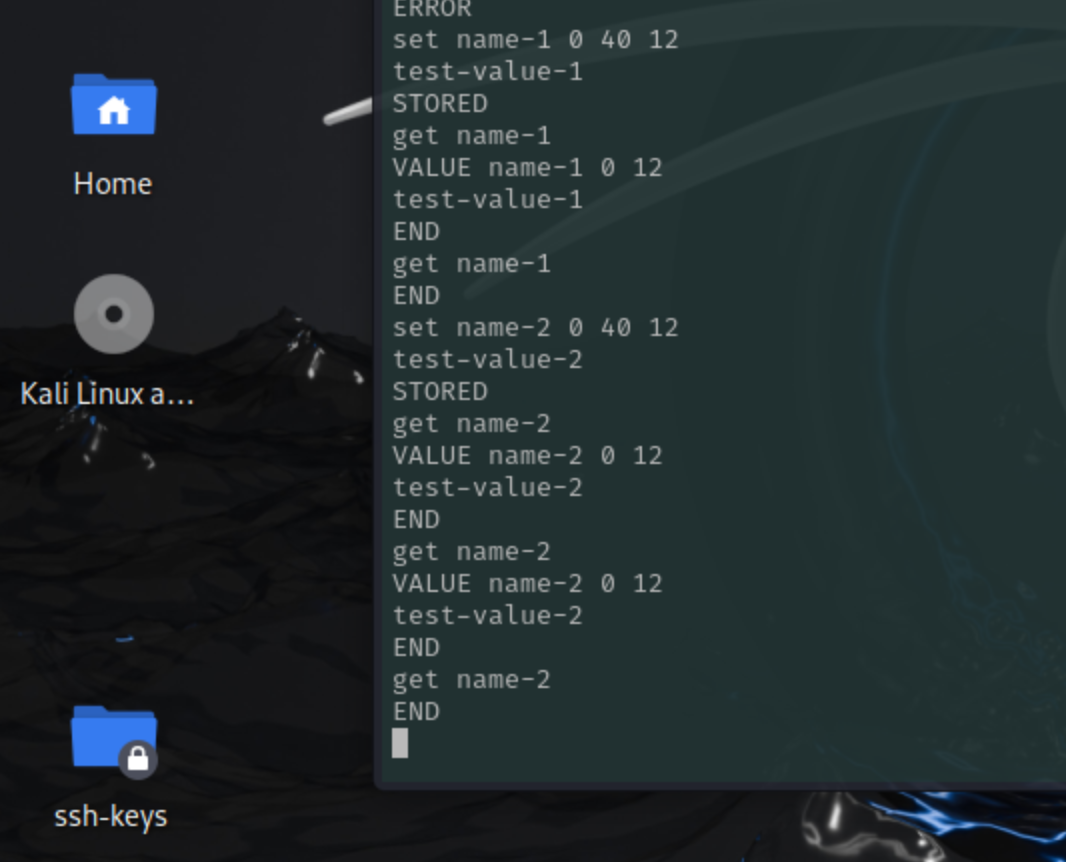 Home
Kali Linux a...
ssh-keys
ERROR
set name-1 0 40 12
test-value-1
STORED
get name-1
VALUE name-1 0 12
test-value-1
END
get name-1
END
set name-2 0 40 12
test-value-2
STORED
get name-2
VALUE name-2 0 12
test-value-2
END
get name-2
VALUE name-2 0 12
test-value-2
END
get name-2
END